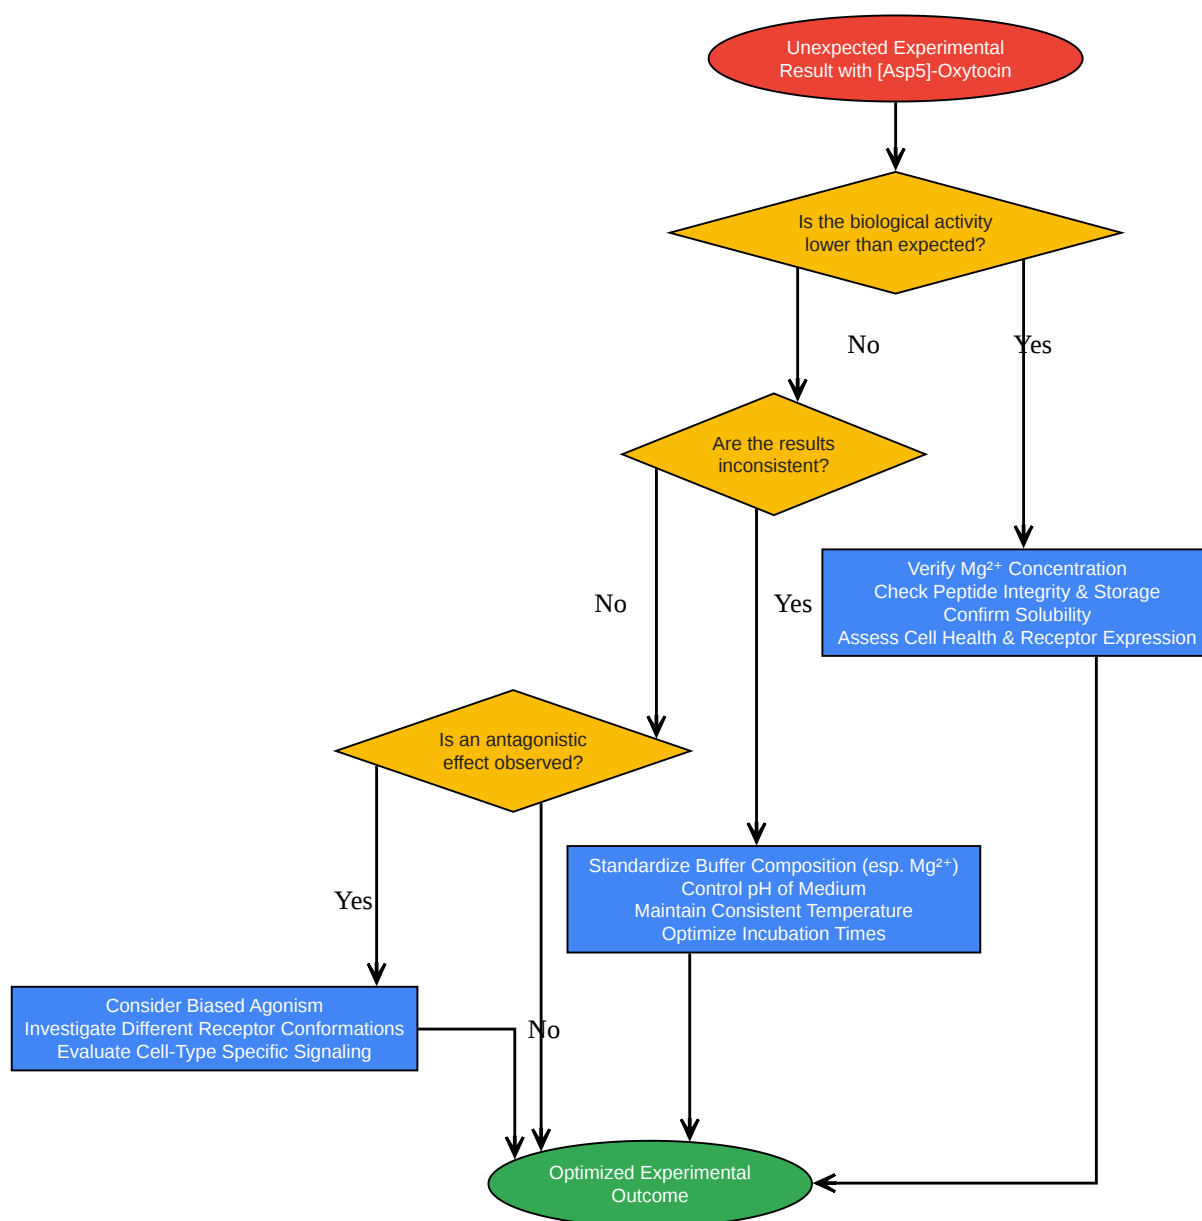 Unexpected Experimental
Result with [Asp5]-Oxytocin
Is the biological activity
lower than expected?
No
Yes
Are the results
inconsistent?
Verify Mg²⁺ Concentration
Check Peptide Integrity & Storage
Confirm Solubility
Assess Cell Health & Receptor Expression
No
Yes
Is an antagonistic
effect observed?
Standardize Buffer Composition (esp. Mg²⁺)
Control pH of Medium
Maintain Consistent Temperature
Optimize Incubation Times
Yes
Consider Biased Agonism
Investigate Different Receptor Conformations
Evaluate Cell-Type Specific Signaling
No
Optimized Experimental
Outcome